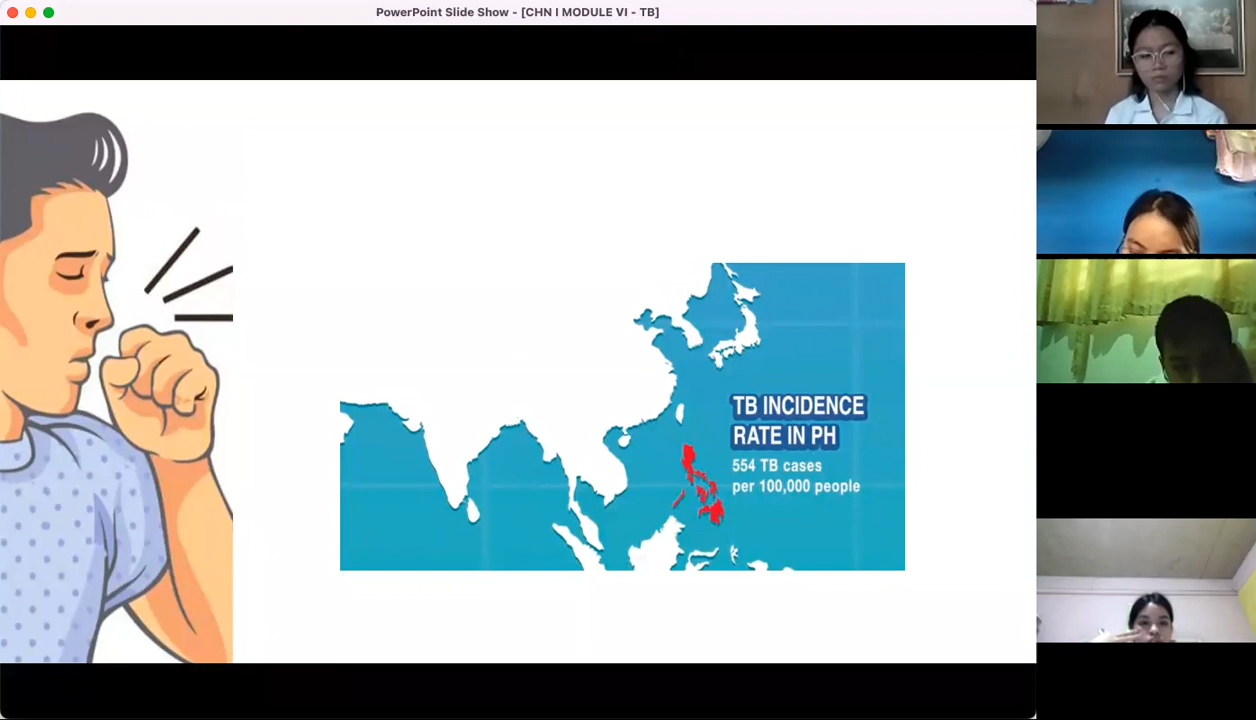 PowerPoint Slide Show - [CHN I MODULE VI - TB]
TB INCIDENCE
RATE IN PH
554 TB cases
per 100,000 people